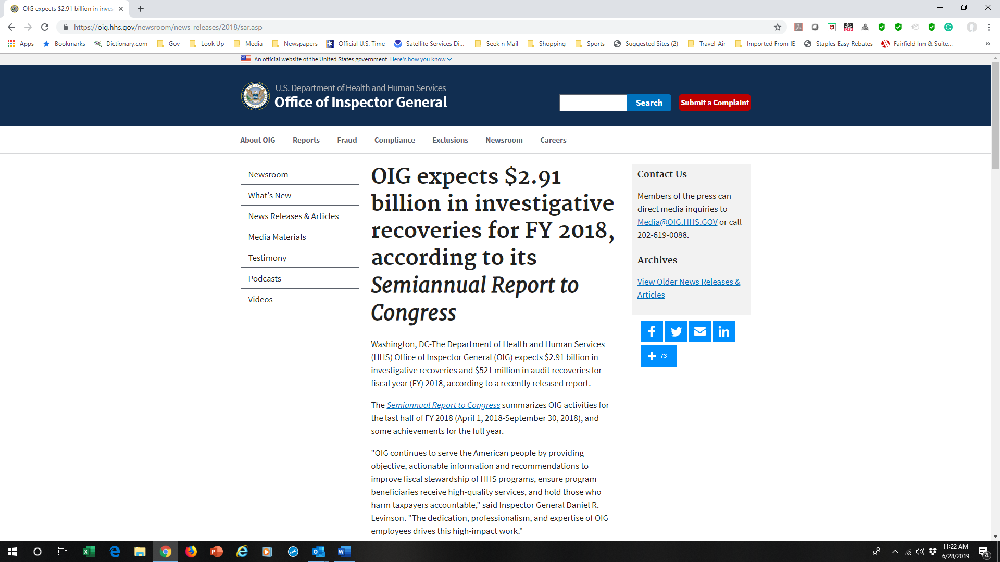 OIG expects $2.91 billion in inves
https://oig.hhs.gov/newsroom/news-releases/2018/sar.asp
Apps Bookmarks Dictionary.com Gov Look Up Media Newspapers Official U.S. Time Satellite Services Di... Seek n Mail Shopping Sports Suggested Sites (2) Travel-Air Imported From IE Staples Easy Rebates Fairfield Inn & Suite... »
An official website of the United States government Here's how you know
U.S. Department of Health and Human Services
Office of Inspector General
Search
Submit a Complaint
About OIG Reports Fraud Compliance Exclusions Newsroom Careers
Newsroom
What's New
News Releases & Articles
Media Materials
Testimony
Podcasts
Videos
OIG expects $2.91
billion in investigative
recoveries for FY 2018,
according to its
Semiannual Report to
Congress
Washington, DC-The Department of Health and Human Services
(HHS) Office of Inspector General (OIG) expects $2.91 billion in
investigative recoveries and $521 million in audit recoveries for
fiscal year (FY) 2018, according to a recently released report.
The Semiannual Report to Congress summarizes OIG activities for
the last half of FY 2018 (April 1, 2018-September 30, 2018), and
some achievements for the full year.
"OIG continues to serve the American people by providing
objective, actionable information and recommendations to
improve fiscal stewardship of HHS programs, ensure program
beneficiaries receive high-quality services, and hold those who
harm taxpayers accountable," said Inspector General Daniel R.
Levinson. "The dedication, professionalism, and expertise of OIG
employees drives this high-impact work."
Contact Us
Members of the press can
direct media inquiries to
Media@OIG.HHS.GOV or call
202-619-0088.
Archives
View Older News Releases &
Articles
73
11:22 AM
6/28/2019
4